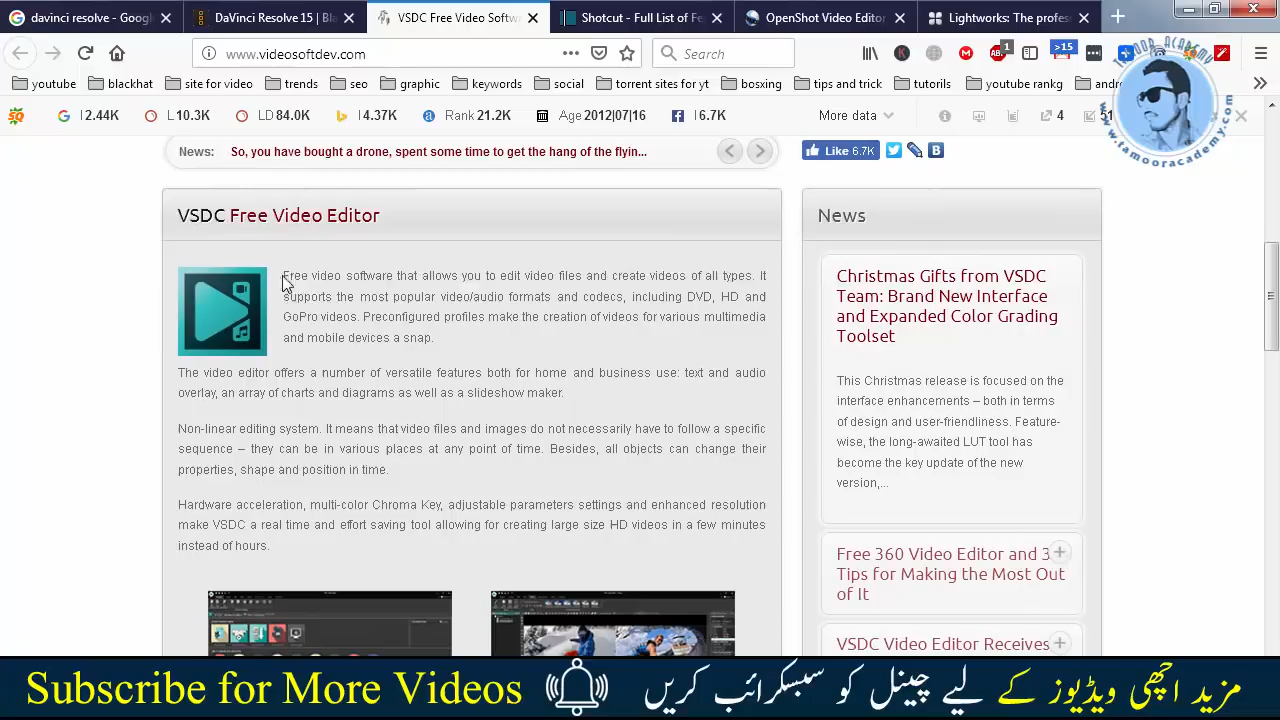 davinci resolve - Googl
DaVinci Resolve 15 | Bla
VSDC Free Video Softw
Shotcut - Full List of Fe
OpenShot Video Editor
Lightworks: The profes
www.videosoftdev.com
Search
>15
1
youtube
blackhat
site for video
trends
seo
graphic
keywords
social
torrent sites for yt
bosxing
tips and trick
tutorils
youtube rankg
andr
I 2.44K
L 10.3K
LD 84.0K
I 4.37K
Rank 21.2K
Age 2012|07|16
I 6.7K
More data
4
51
TAMOOR ACADEMY
www.tamooracademy.com
News:
So, you have bought a drone, spent some time to get the hang of the flyin...
Like 6.7K
VSDC Free Video Editor
Free video software that allows you to edit video files and create videos of all types. It
supports the most popular video/audio formats and codecs, including DVD, HD and
GoPro videos. Preconfigured profiles make the creation of videos for various multimedia
and mobile devices a snap.
The video editor offers a number of versatile features both for home and business use: text and audio
overlay, an array of charts and diagrams as well as a slideshow maker.
Non-linear editing system. It means that video files and images do not necessarily have to follow a specific
sequence – they can be in various places at any point of time. Besides, all objects can change their
properties, shape and position in time.
Hardware acceleration, multi-color Chroma Key, adjustable parameters settings and enhanced resolution
make VSDC a real time and effort saving tool allowing for creating large size HD videos in a few minutes
instead of hours.
News
Christmas Gifts from VSDC
Team: Brand New Interface
and Expanded Color Grading
Toolset
This Christmas release is focused on the
interface enhancements – both in terms
of design and user-friendliness. Feature-
wise, the long-awaited LUT tool has
become the key update of the new
version,...
Free 360 Video Editor and 3
Tips for Making the Most Out
of It
VSDC Video Editor Receives
Subscribe for More Videos
مزید اچھی ویڈیوز کے لیے چینل کو سبسکرائب کریں